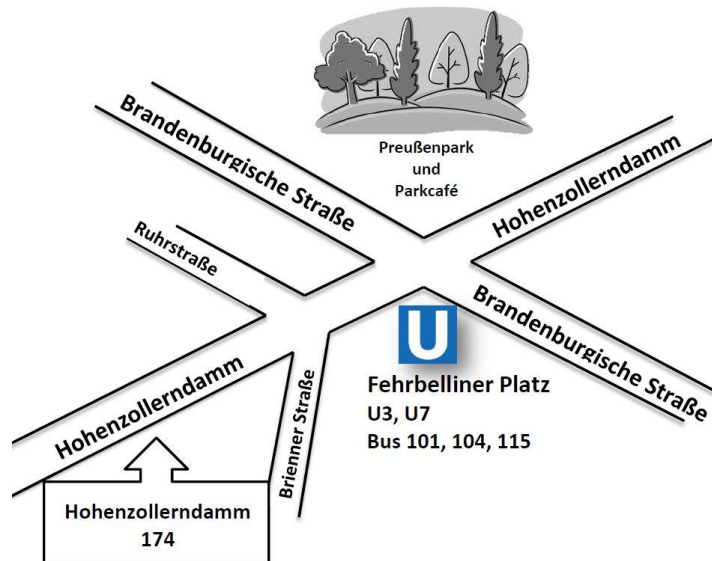 Preußenpark
und
Parkcafé
Brandenburgische Straße
Hohenzollerndamm
Ruhrstraße
U
Brandenburgische Straße
Fehrbelliner Platz
U3, U7
Bus 101, 104, 115
Hohenzollerndamm
Brienner Straße
Hohenzollerndamm
174